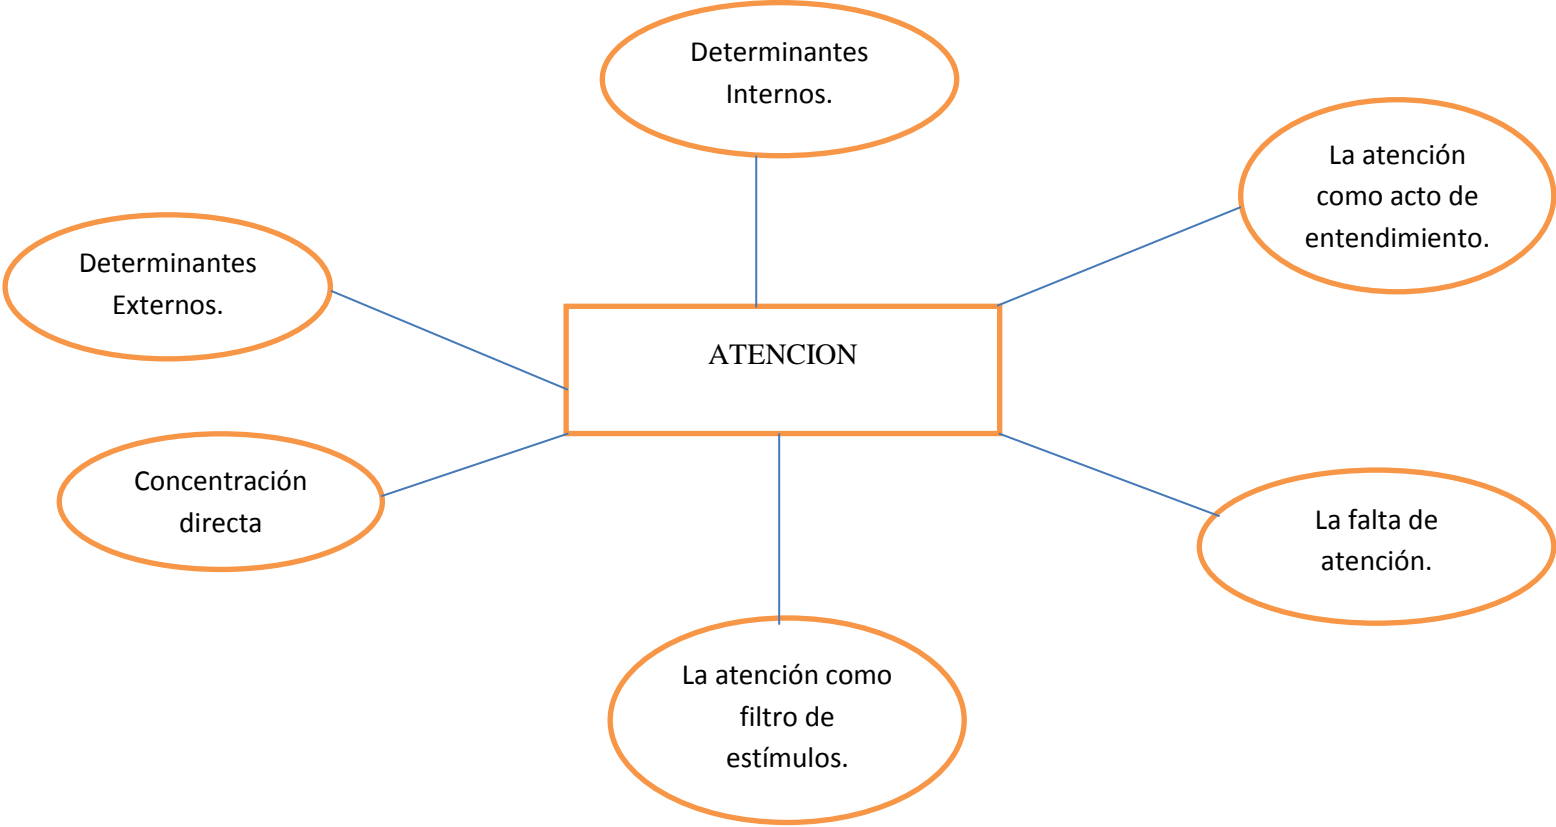 Determinantes
Internos.
La atención
como acto de
entendimiento.
Determinantes
Externos.
ATENCION
Concentración
directa
La falta de
atención.
La atención como
filtro de
estímulos.